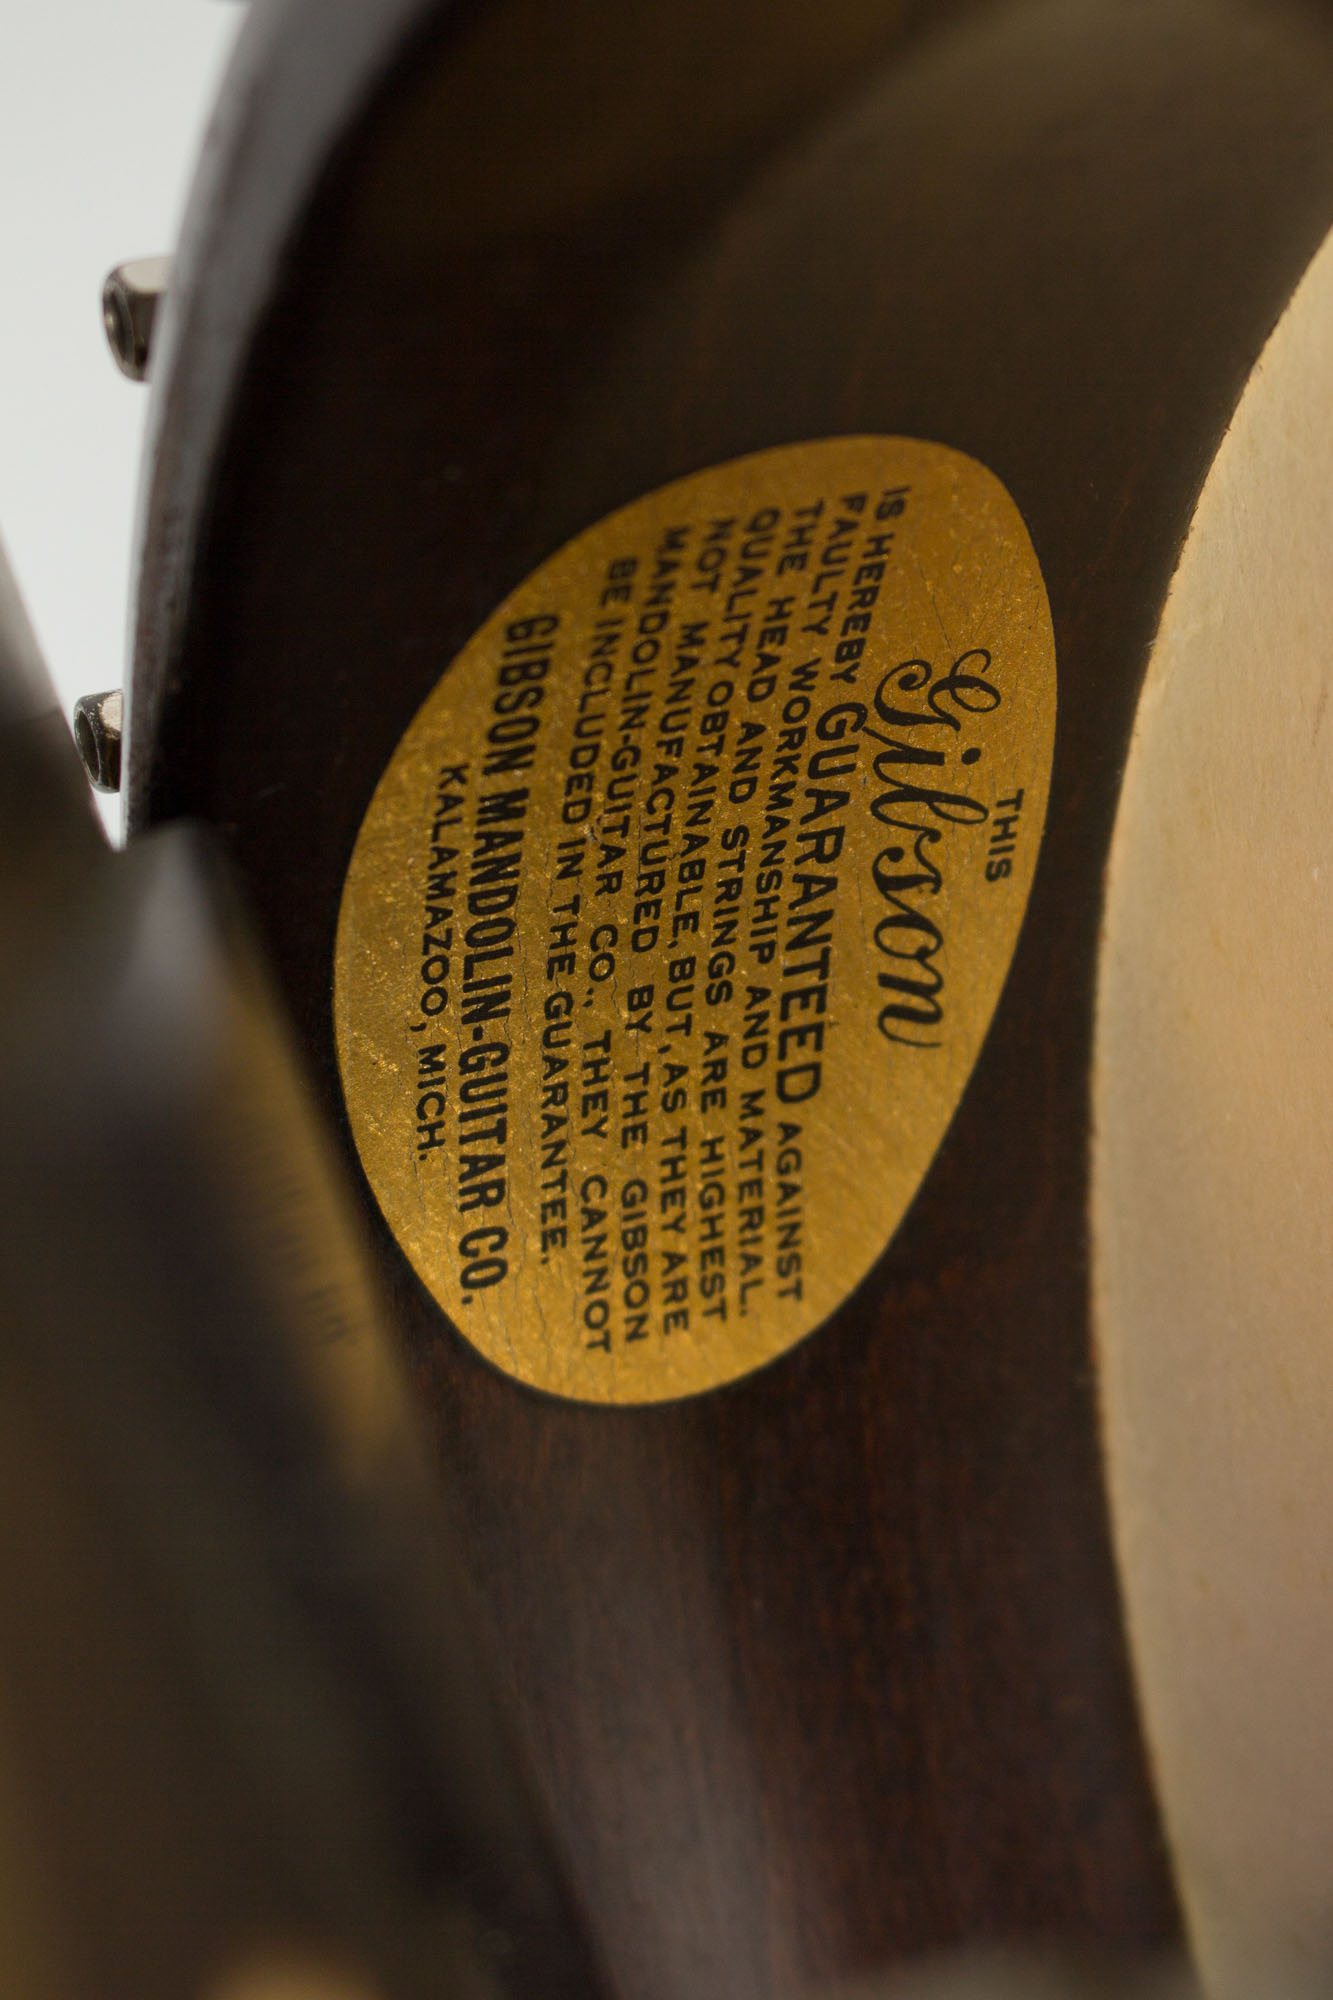 THIS
Gibson
IS HEREBY GUARANTEED AGAINST
FAULTY WORKMANSHIP AND MATERIAL.
THE HEAD AND STRINGS ARE HIGHEST
QUALITY OBTAINABLE. BUT, AS THEY ARE
NOT MANUFACTURED BY THE GIBSON
MANDOLIN-GUITAR CO., THEY CANNOT
BE INCLUDED IN THE GUARANTEE.
GIBSON MANDOLIN-GUITAR CO.
KALAMAZOO, MICH.